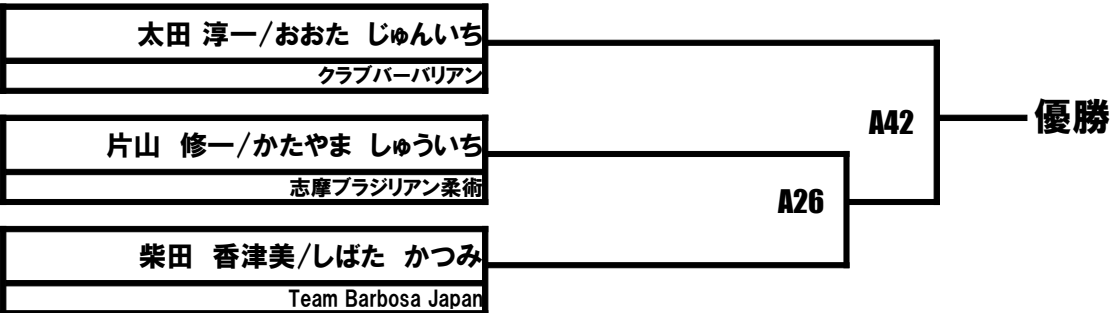 太田 淳一/おおた じゅんいち
クラブバーバリアン
片山 修一/かたやま しゅういち
志摩ブラジリアン柔術
柴田 香津美/しばた かつみ
Team Barbosa Japan
A42
A26
優勝